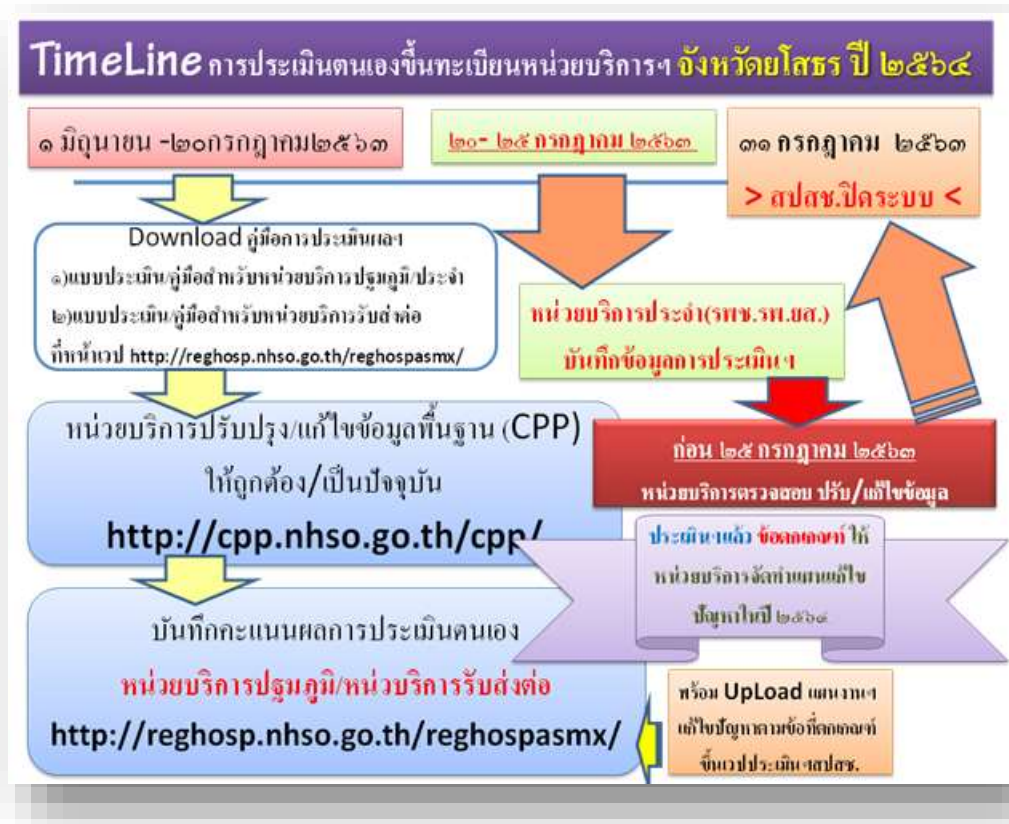 TimeLine การประเมินตนเองขึ้นทะเบียนหน่วยบริการฯ จังหวัดยโสธร ปี ๒๕๖๔
๑ มิถุนายน -๒๐กรกฎาคม๒๕๖๓
Download คู่มือการประเมินผลฯ
๑)แบบประเมิน/คู่มือสำหรับหน่วยบริการปฐมภูมิ/ประจำ
๒)แบบประเมิน/คู่มือสำหรับหน่วยบริการรับส่งต่อ
ที่หน้าเวป http://reghosp.nhso.go.th/reghospasmx/
หน่วยบริการปรับปรุง/แก้ไขข้อมูลพื้นฐาน (CPP)
ให้ถูกต้อง/เป็นปัจจุบัน
http://cpp.nhso.go.th/cpp/
บันทึกคะแนนผลการประเมินตนเอง
หน่วยบริการปฐมภูมิ/หน่วบริการรับส่งต่อ
http://reghosp.nhso.go.th/reghospasmx/
๒๐- ๒๕ กรกฎาคม ๒๕๖๓
หน่วยบริการประจำ(รพช.รพ.ยส.)
บันทึกข้อมูลการประเมินฯ
ก่อน ๒๕ กรกฎาคม ๒๕๖๓
หน่วยบริการตรวจสอบ ปรับ/แก้ไขข้อมูล
ประเมินฯแล้ว ข้อตกเกณฑ์ ให้
หน่วยบริการจัดทำแผนแก้ไข
ปัญหาในปี ๒๕๖๔
พร้อม UpLoad แผนงานฯ
แก้ไขปัญหาตามข้อที่ตกเกณฑ์
ขึ้นเวปประเมินฯสปสช.
๓๑ กรกฎาคม ๒๕๖๓
> สปสช.ปิดระบบ <